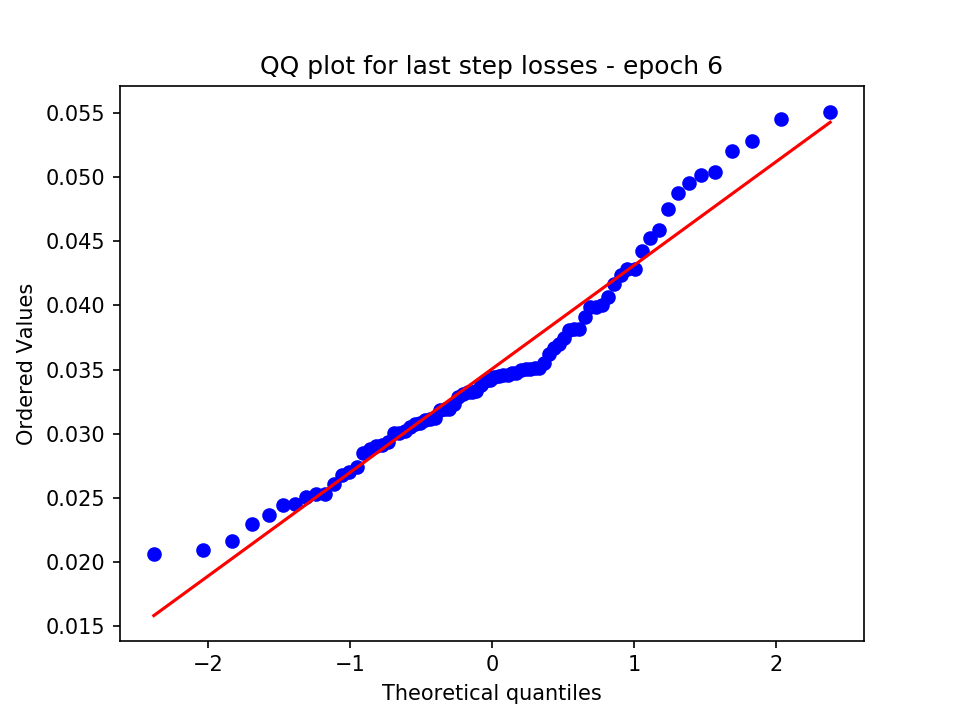 QQ plot for last step losses - epoch 6
Ordered Values
0.055
0.050
0.045
0.040
0.035
0.030
0.025
0.020
0.015
−2 −1 0 1 2
Theoretical quantiles